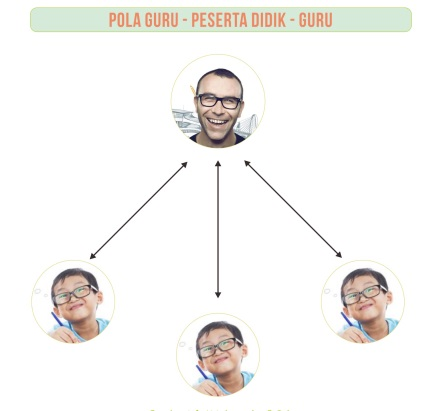 POLA GURU - PESERTA DIDIK - GURU